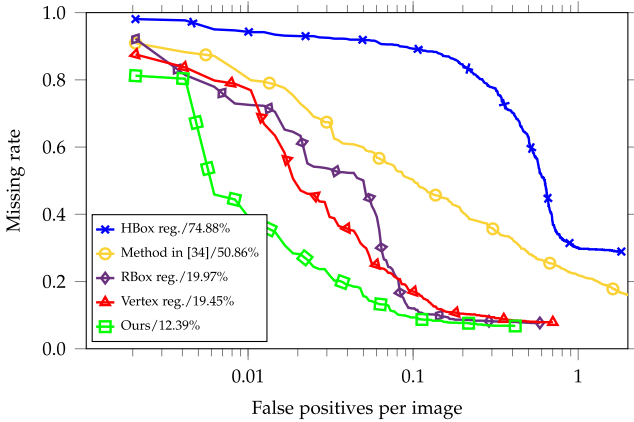 1.0
0.8
0.6
0.4
0.2
0.0
Missing rate
HBox reg./74.88%
Method in [34]/50.86%
RBox reg./19.97%
Vertex reg./19.45%
Ours/12.39%
0.01 0.1 1
False positives per image